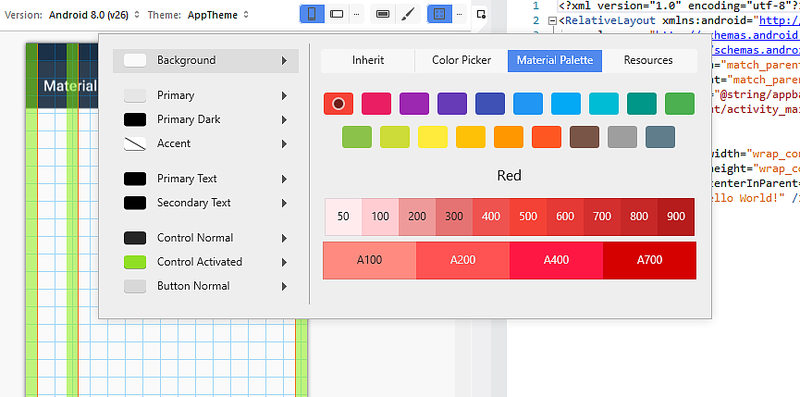 Version: Android 8.0 (v26) Theme: AppTheme
1 <?xml version="1.0" encoding="utf-8"?>
2 <RelativeLayout xmlns:android="http://
schemas.android
/schemas.andro
="match_parent
nt="match_pare
="@string/appba
ut/activity_mai
width="wrap_con
height="wrap_co
centerInParent=
ello World!" /
Material
Background
Primary
Primary Dark
Accent
Primary Text
Secondary Text
Control Normal
Control Activated
Button Normal
Inherit Color Picker Material Palette Resources
Red
50 100 200 300 400 500 600 700 800 900
A100 A200 A400 A700